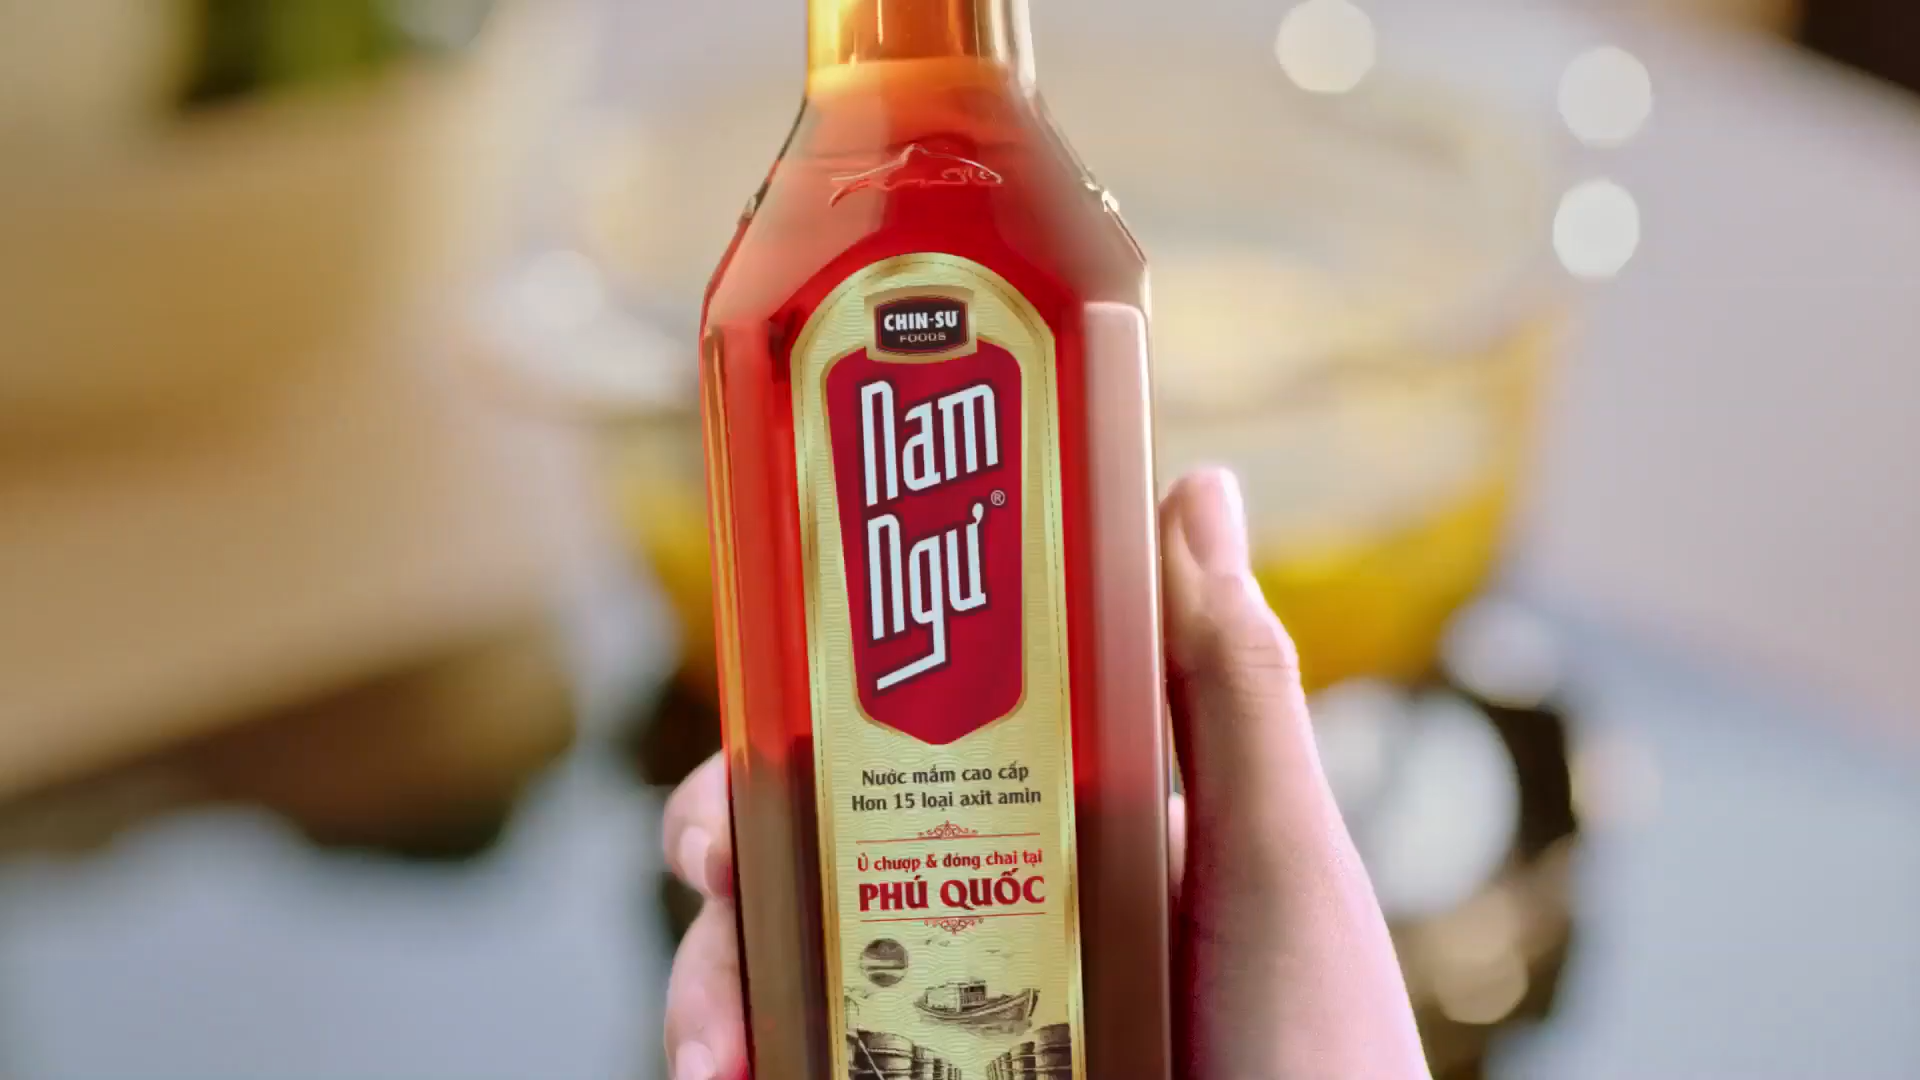 CHIN-SU
FOODS
Nam
Ngư®
Nước mắm cao cấp
Hơn 15 loại axit amin
Ủ chượp & đóng chai tại
PHÚ QUỐC